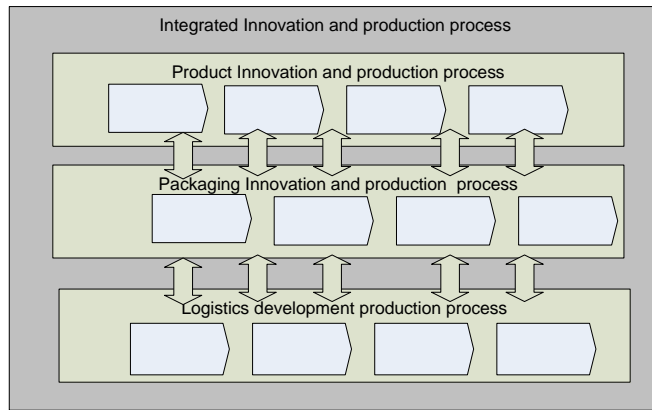 Integrated Innovation and production process
Product Innovation and production process
Packaging Innovation and production  process
Logistics development production process